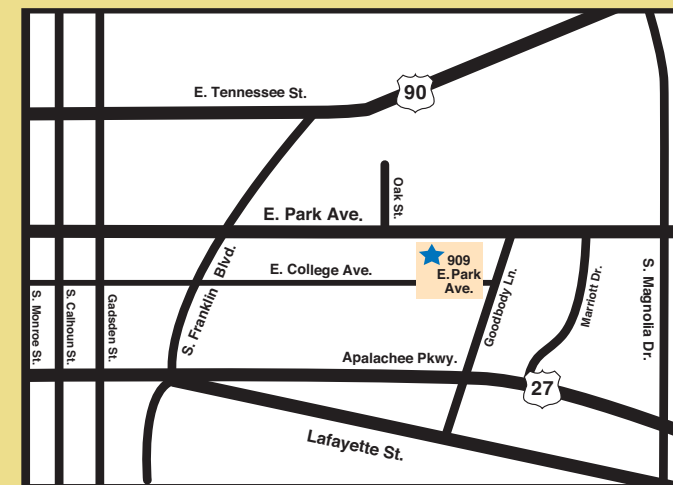 90
E. Tennessee St.
Oak St.
E. Park Ave.
S. Franklin Blvd.
909
E. Park
Ave.
E. College Ave.
S. Monroe St.
S. Calhoun St.
Gadsden St.
Goodbody Ln.
Marriott Dr.
S. Magnolia Dr.
Apalachee Pkwy.
27
Lafayette St.